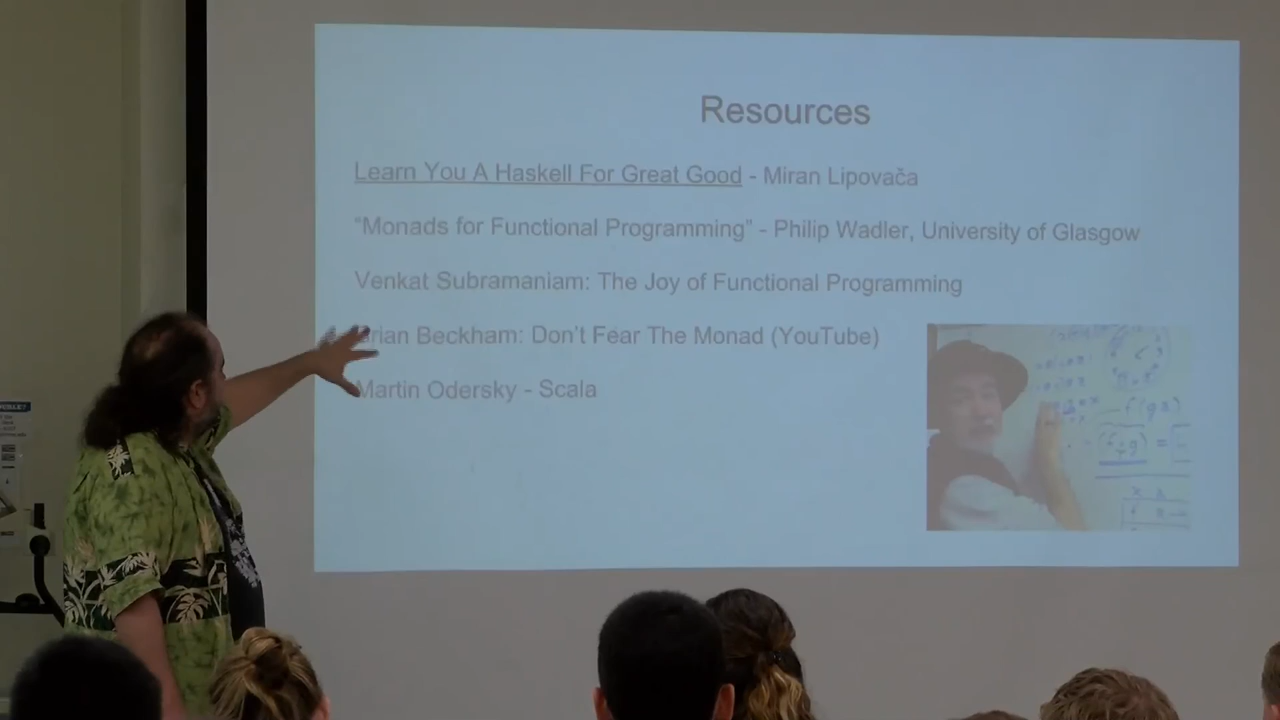 Resources
Learn You A Haskell For Great Good - Miran Lipovača
“Monads for Functional Programming” - Philip Wadler, University of Glasgow
Venkat Subramaniam: The Joy of Functional Programming
Beckham: Don't Fear The Monad (YouTube)
Martin Odersky - Scala